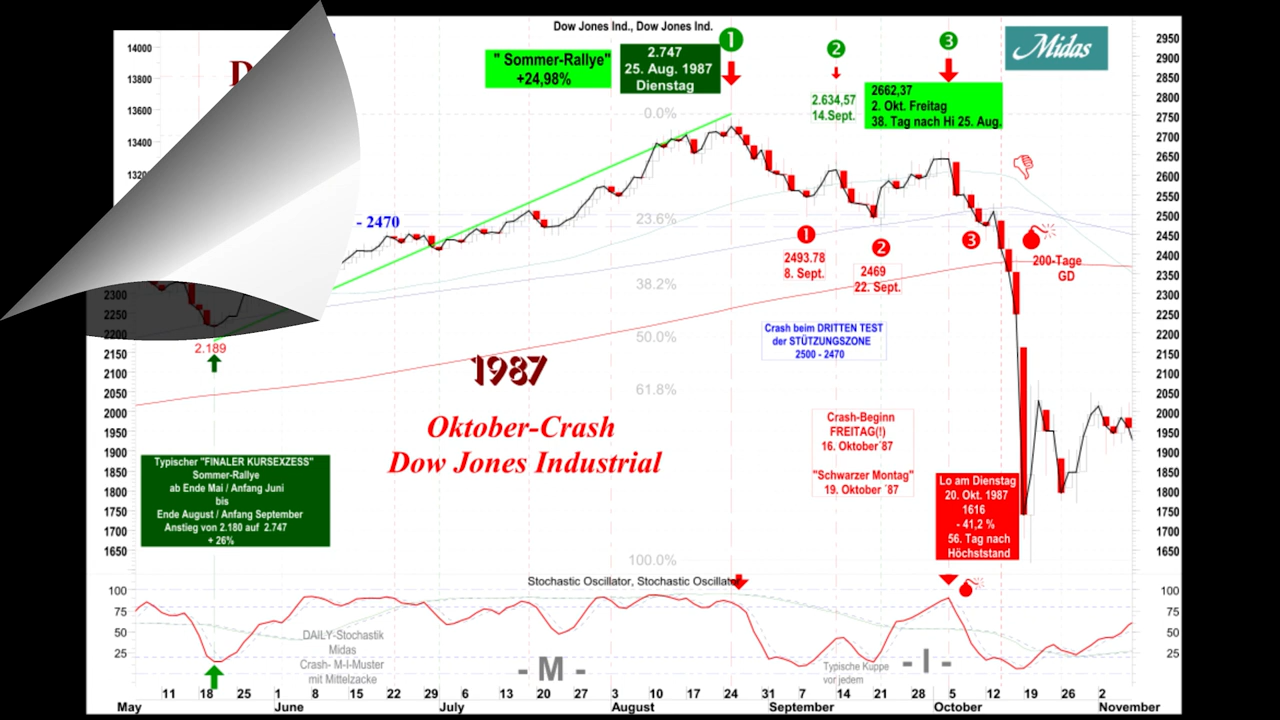 Dow Jones Ind., Dow Jones Ind.
Midas
14000
13800
13600
13400
13200
D
" Sommer-Rallye"
+24,98%
2.747
25. Aug. 1987
Dienstag
1
2
3
2.634,57
14.Sept.
2662,37
2. Okt. Freitag
38. Tag nach Hi 25. Aug.
2950
2900
2850
2800
2750
2700
2650
2600
2550
2500
2450
2400
2350
2300
2250
2200
2150
2100
2050
2000
1950
1900
1850
1800
1750
1700
1650
0.0%
23.6%
38.2%
50.0%
61.8%
100.0%
- 2470
1
2493.78
8. Sept.
2
2469
22. Sept.
3
200-Tage
GD
2300
2250
2200
2150
2100
2050
2000
1950
1900
1850
1800
1750
1700
1650
2.189
Crash beim DRITTEN TEST
der STÜTZUNGSZONE
2500 - 2470
1987
Oktober-Crash
Dow Jones Industrial
Crash-Beginn
FREITAG(!)
16. Oktober´87
"Schwarzer Montag"
19. Oktober ´87
Typischer "FINALER KURSEXZESS"
Sommer-Rallye
ab Ende Mai / Anfang Juni
bis
Ende August / Anfang September
Anstieg von 2.180 auf 2.747
+ 26%
Lo am Dienstag
20. Okt. 1987
1616
- 41,2 %
56. Tag nach
Höchststand
Stochastic Oscillator, Stochastic Oscillator
100
75
50
25
100
75
50
25
DAILY-Stochastik
Midas
Crash- M-I-Muster
mit Mittelzacke
- M -
Typische Kuppe
vor jedem
- I -
11 18 25 1 8 15 22 29 6 13 20 27 3 10 17 24 31 7 14 21 28 5 12 19 26 2
May June July August September October November